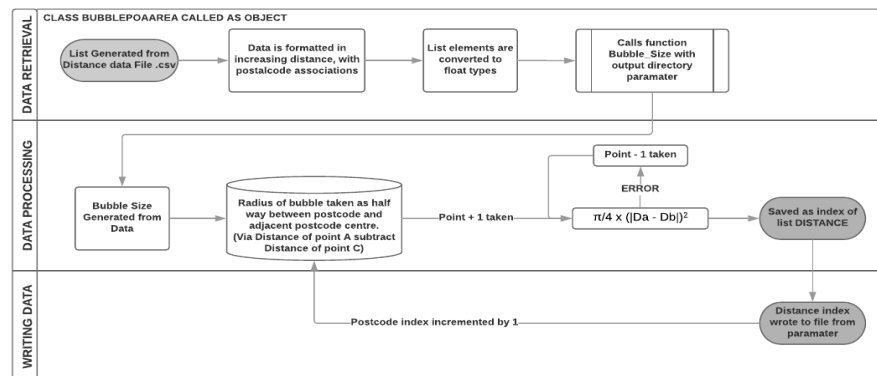 CLASS BUBBLEPOAAREA CALLED AS OBJECT
DATA RETRIEVAL
List Generated from
Distance data File .csv
Data is formatted in
increasing distance, with
postalcode associations
List elements are
converted to
float types
Calls function
Bubble_Size with
output directory
paramater
DATA PROCESSING
Bubble Size
Generated from
Data
Radius of bubble taken as half
way between postcode and
adjacent postcode centre.
(Via Distance of point A subtract
Distance of point C)
Point + 1 taken
Point - 1 taken
ERROR
π/4 x (|Da - Db|)²
Saved as index of
list DISTANCE
WRITING DATA
Postcode index incremented by 1
Distance index
wrote to file from
paramater